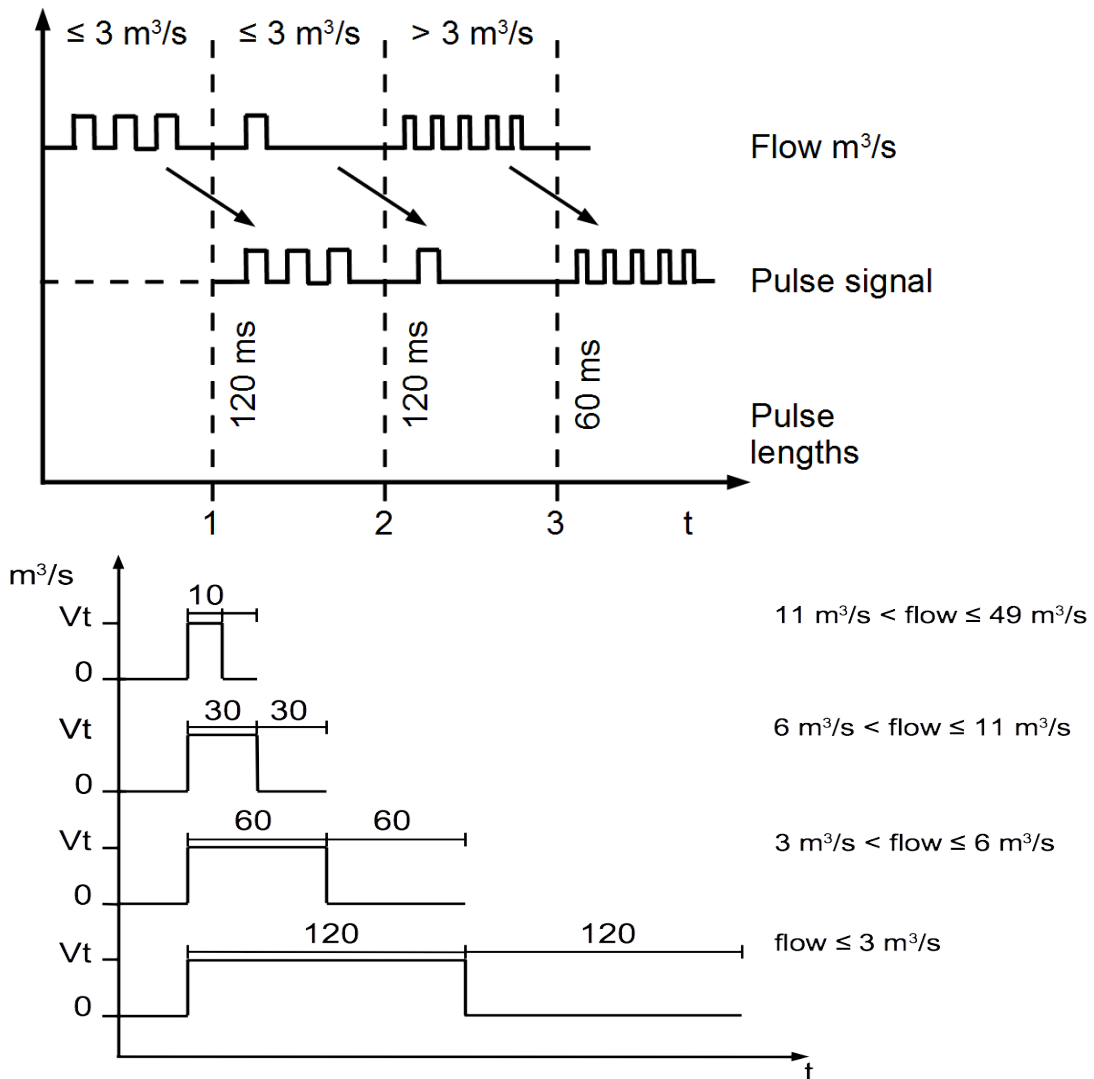 ≤ 3 m³/s ≤ 3 m³/s > 3 m³/s
Flow m³/s
Pulse signal
120 ms 120 ms 60 ms
Pulse
lengths
1 2 3 t
m³/s
10
Vt
11 m³/s < flow ≤ 49 m³/s
0
30 30
Vt
6 m³/s < flow ≤ 11 m³/s
0
60 60
Vt
3 m³/s < flow ≤ 6 m³/s
0
120 120
Vt
flow ≤ 3 m³/s
0
t